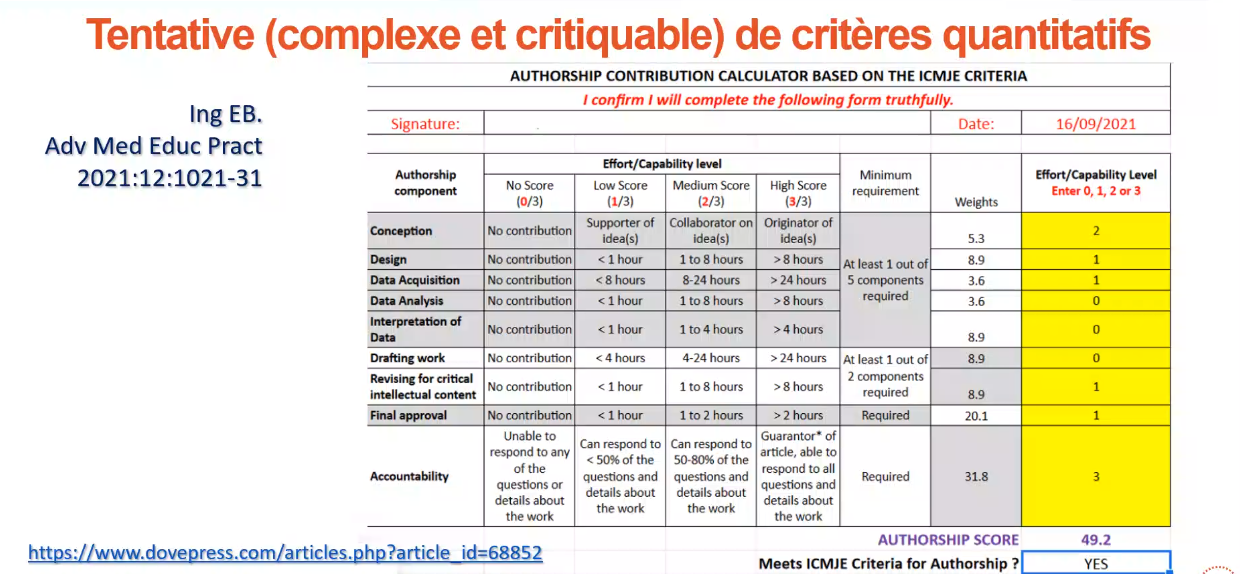 Tentative (complexe et critiquable) de critères quantitatifs
Ing EB.
Adv Med Educ Pract
2021:12:1021-31
AUTHORSHIP CONTRIBUTION CALCULATOR BASED ON THE ICMJE CRITERIA
I confirm I will complete the following form truthfully.
Signature: Date: 16/09/2021
Authorship component
Effort/Capability level
No Score (0/3)
Low Score (1/3)
Medium Score (2/3)
High Score (3/3)
Minimum requirement
Weights
Effort/Capability Level
Enter 0, 1, 2 or 3
Conception No contribution Supporter of idea(s) Collaborator on idea(s) Originator of idea(s) 5.3 2
Design No contribution < 1 hour 1 to 8 hours > 8 hours 8.9 1
At least 1 out of 5 components required
Data Acquisition No contribution < 8 hours 8-24 hours > 24 hours 3.6 1
Data Analysis No contribution < 1 hour 1 to 8 hours > 8 hours 3.6 0
Interpretation of Data No contribution < 1 hour 1 to 4 hours > 4 hours 8.9 0
Drafting work No contribution < 4 hours 4-24 hours > 24 hours 8.9 0
At least 1 out of 2 components required
Revising for critical intellectual content No contribution < 1 hour 1 to 8 hours > 8 hours 8.9 1
Final approval No contribution < 1 hour 1 to 2 hours > 2 hours Required 20.1 1
Accountability
Unable to respond to any of the questions or details about the work
Can respond to < 50% of the questions and details about the work
Can respond to 50-80% of the questions and details about the work
Guarantor* of article, able to respond to all questions and details about the work
Required 31.8 3
AUTHORSHIP SCORE 49.2
Meets ICMJE Criteria for Authorship ? YES
https://www.dovepress.com/articles.php?article_id=68852